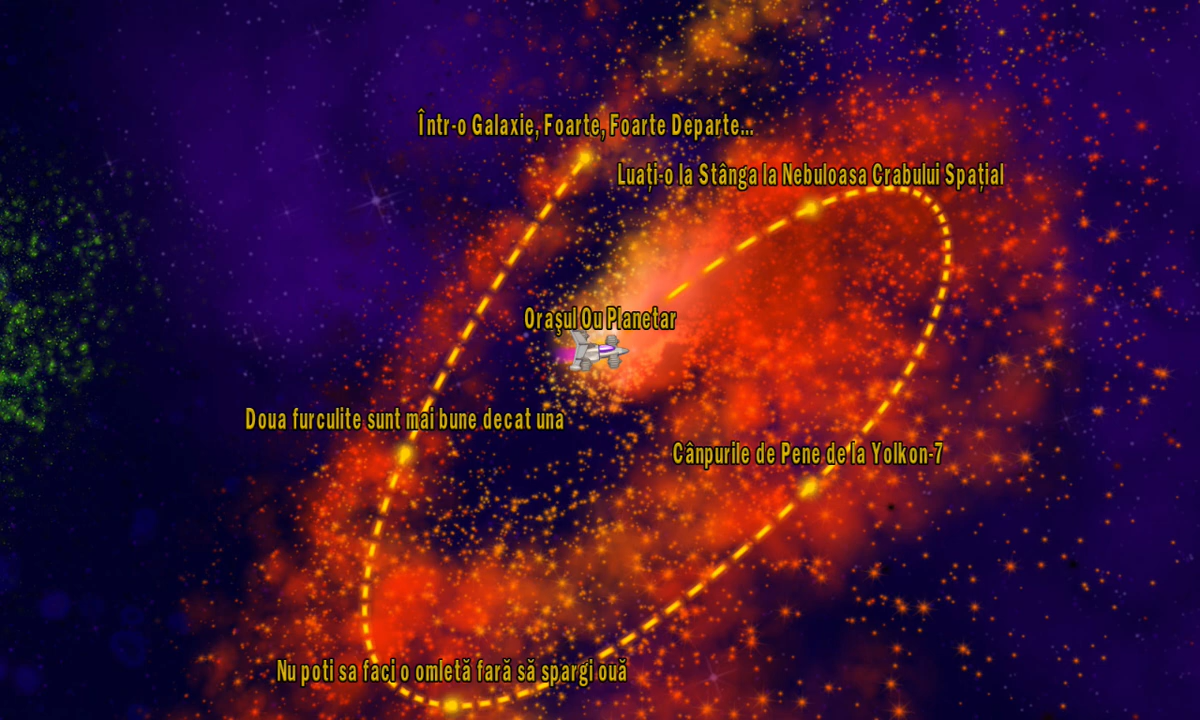 Într-o Galaxie, Foarte, Foarte Departe...
Luați-o la Stânga la Nebuloasa Crabului Spațial
Orașul Ou Planetar
Doua furculite sunt mai bune decat una
Cânpurile de Pene de la Yolkon-7
Nu poti sa faci o omletă fară să spargi ouă